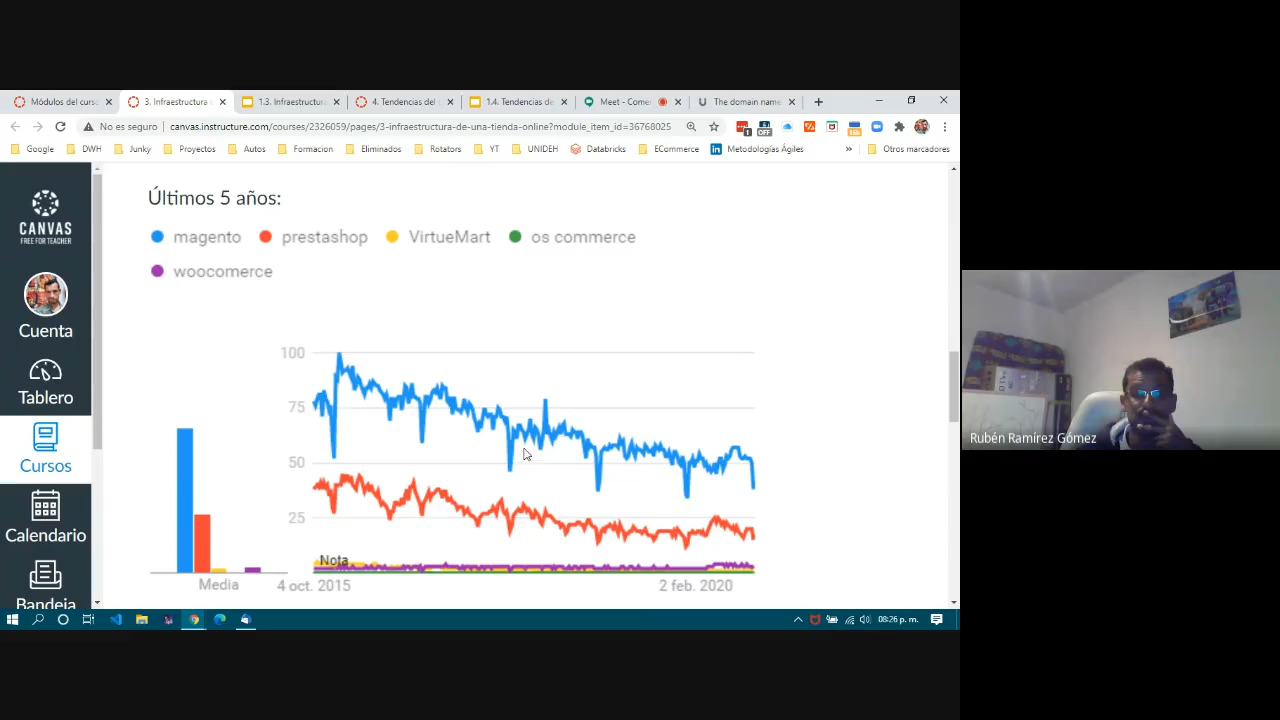 Módulos del curso
3. Infraestructura
1.3. Infraestructura
4. Tendencias del
1.4. Tendencias de
Meet - Come
The domain name
No es seguro
canvas.instructure.com/courses/2326059/pages/3-infraestructura-de-una-tienda-online?module_item_id=36768025
OFF
Google
DWH
Junky
Proyectos
Autos
Formacion
Eliminados
Rotators
YT
UNIDEH
Databricks
ECommerce
Metodologías Ágiles
»
Otros marcadores
CANVAS
FREE FOR TEACHER
Cuenta
Tablero
Cursos
Calendario
Bandeja
Últimos 5 años:
magento
prestashop
VirtueMart
os commerce
woocomerce
100
75
50
25
Nota
Media
4 oct. 2015
2 feb. 2020
08:26 p. m.
Rubén Ramírez Gómez